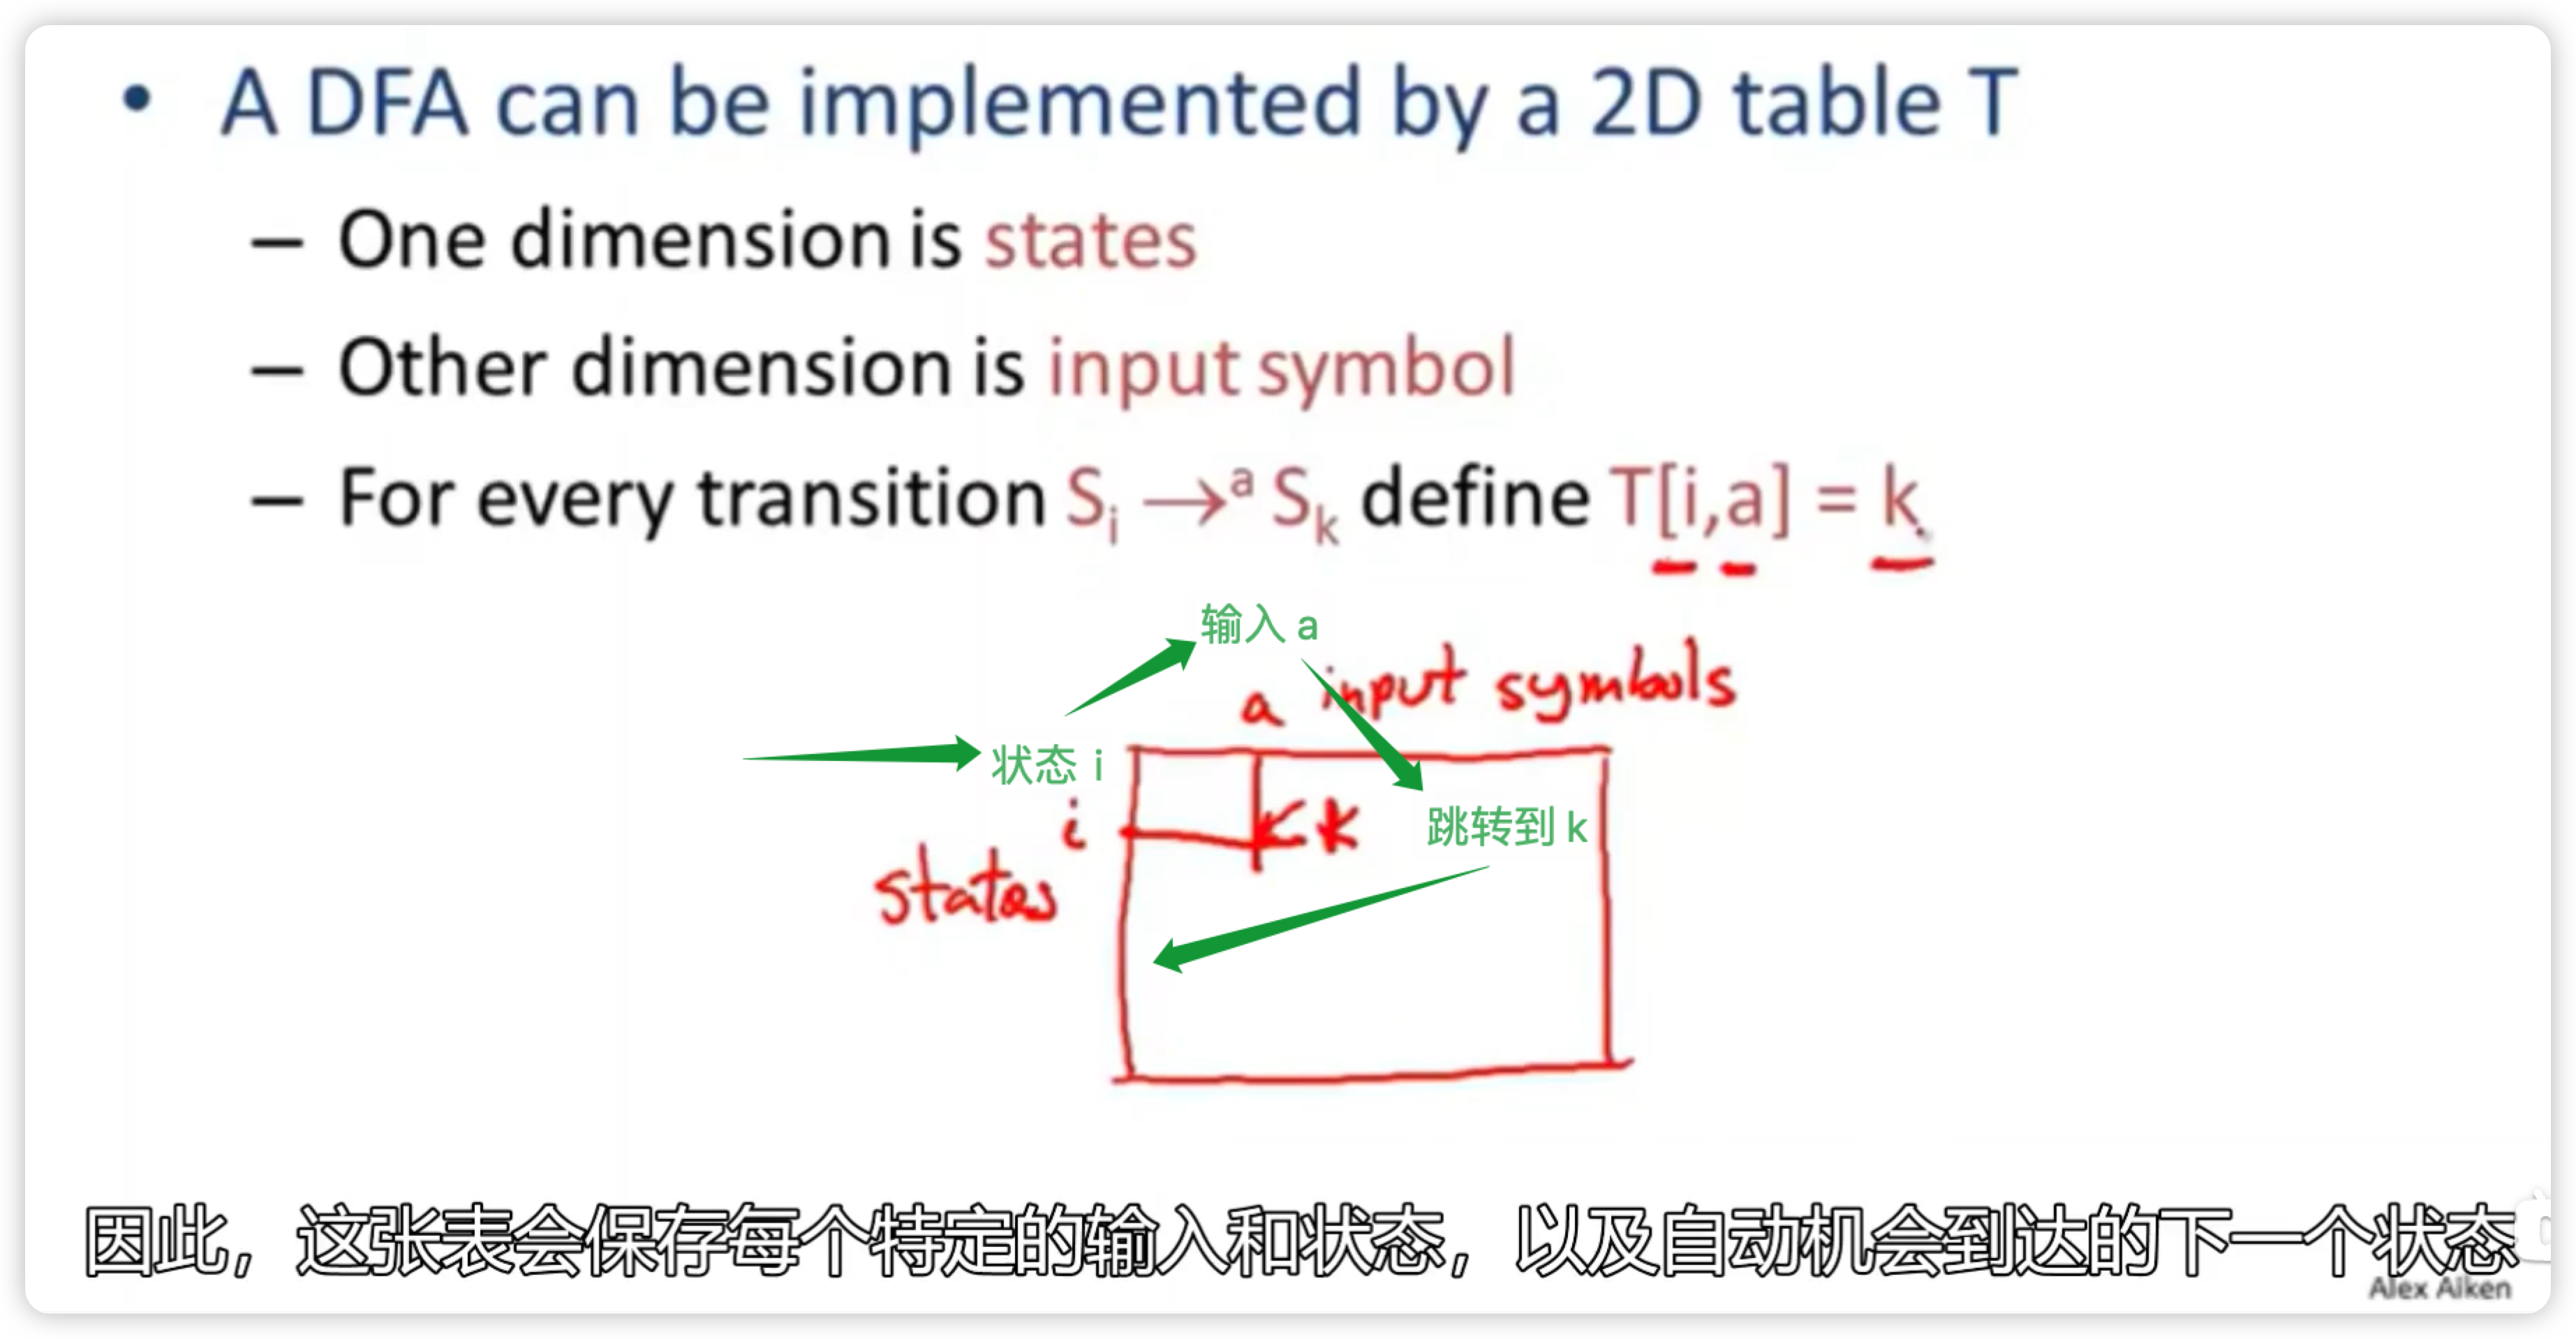 • A DFA can be implemented by a 2D table T
– One dimension is states
– Other dimension is input symbol
– For every transition Sᵢ →ᵃ Sₖ define T[i,a] = k
输入 a
a input symbols
状态 i
i
k
跳转到 k
states
因此，这张表会保存每个特定的输入和状态，以及自动机会到达的下一个状态
Alex Aiken